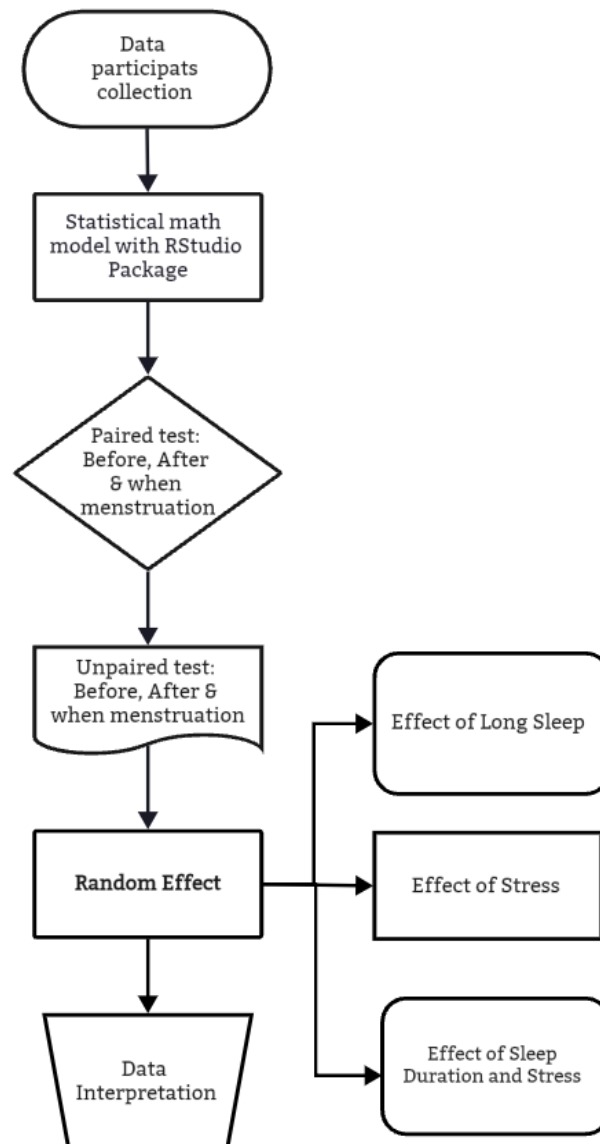 Data
participats
collection
Statistical math
model with RStudio
Package
Paired test:
Before, After
& when
menstruation
Unpaired test:
Before, After &
when menstruation
Random Effect
Effect of Long Sleep
Effect of Stress
Effect of Sleep
Duration and Stress
Data
Interpretation